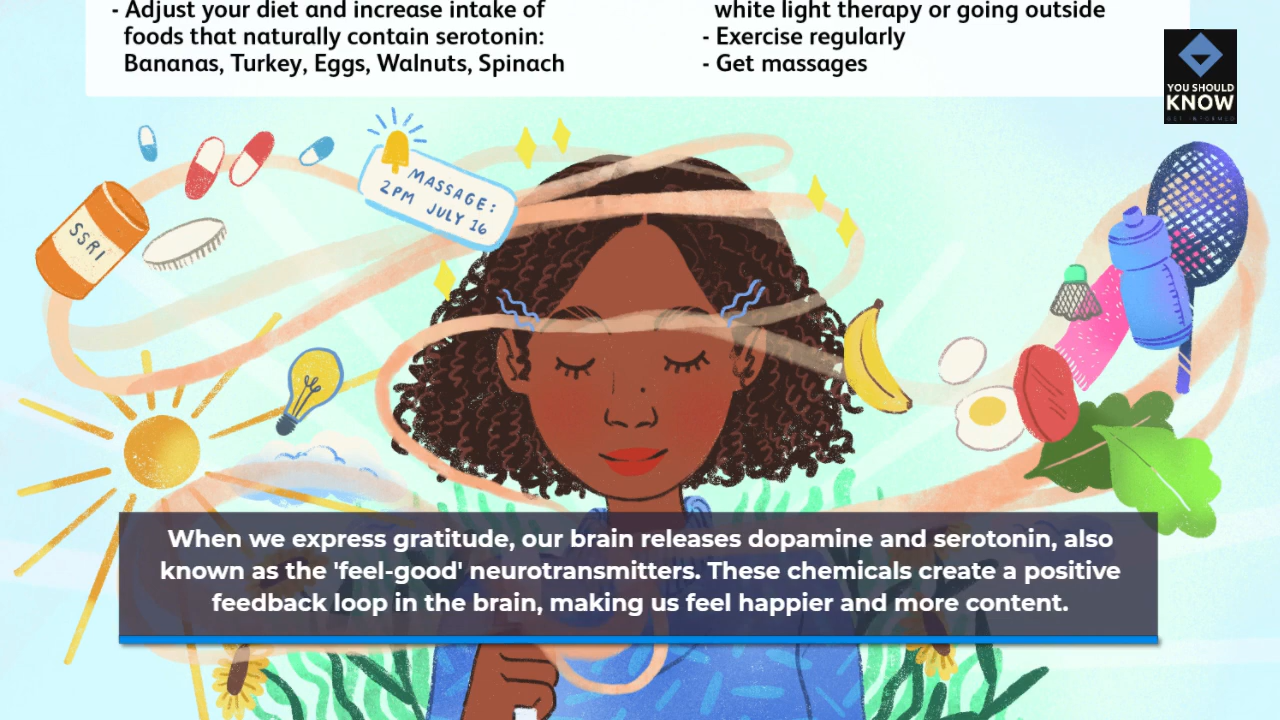 - Adjust your diet and increase intake of
foods that naturally contain serotonin:
Bananas, Turkey, Eggs, Walnuts, Spinach
white light therapy or going outside
- Exercise regularly
- Get massages
YOU SHOULD
KNOW
GET INFORMED
MASSAGE:
2PM JULY 16
SSRI
When we express gratitude, our brain releases dopamine and serotonin, also
known as the 'feel-good' neurotransmitters. These chemicals create a positive
feedback loop in the brain, making us feel happier and more content.